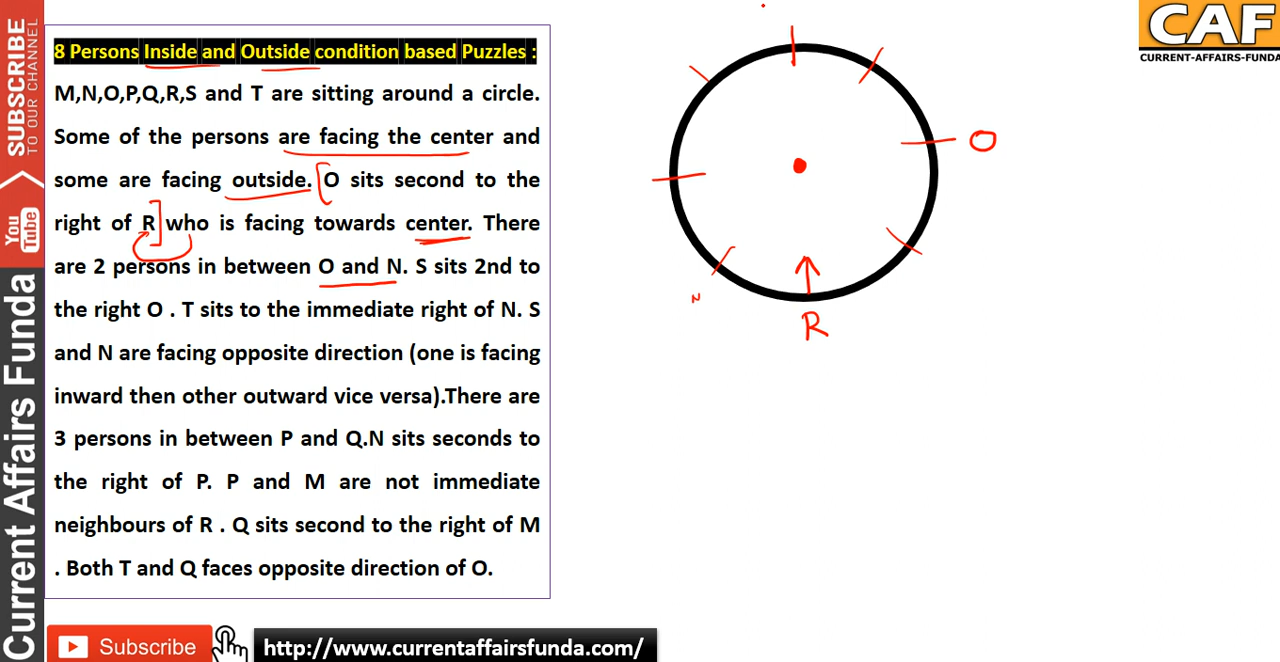 8 Persons Inside and Outside condition based Puzzles :
M,N,O,P,Q,R,S and T are sitting around a circle.
Some of the persons are facing the center and
some are facing outside. O sits second to the
right of R who is facing towards center. There
are 2 persons in between O and N. S sits 2nd to
the right O . T sits to the immediate right of N. S
and N are facing opposite direction (one is facing
inward then other outward vice versa).There are
3 persons in between P and Q.N sits seconds to
the right of P. P and M are not immediate
neighbours of R . Q sits second to the right of M
. Both T and Q faces opposite direction of O.
O
N
R
CAF
CURRENT-AFFAIRS-FUNDA
SUBSCRIBE
TO OUR CHANNEL
You
Tube
Current Affairs Funda
Subscribe
http://www.currentaffairsfunda.com/